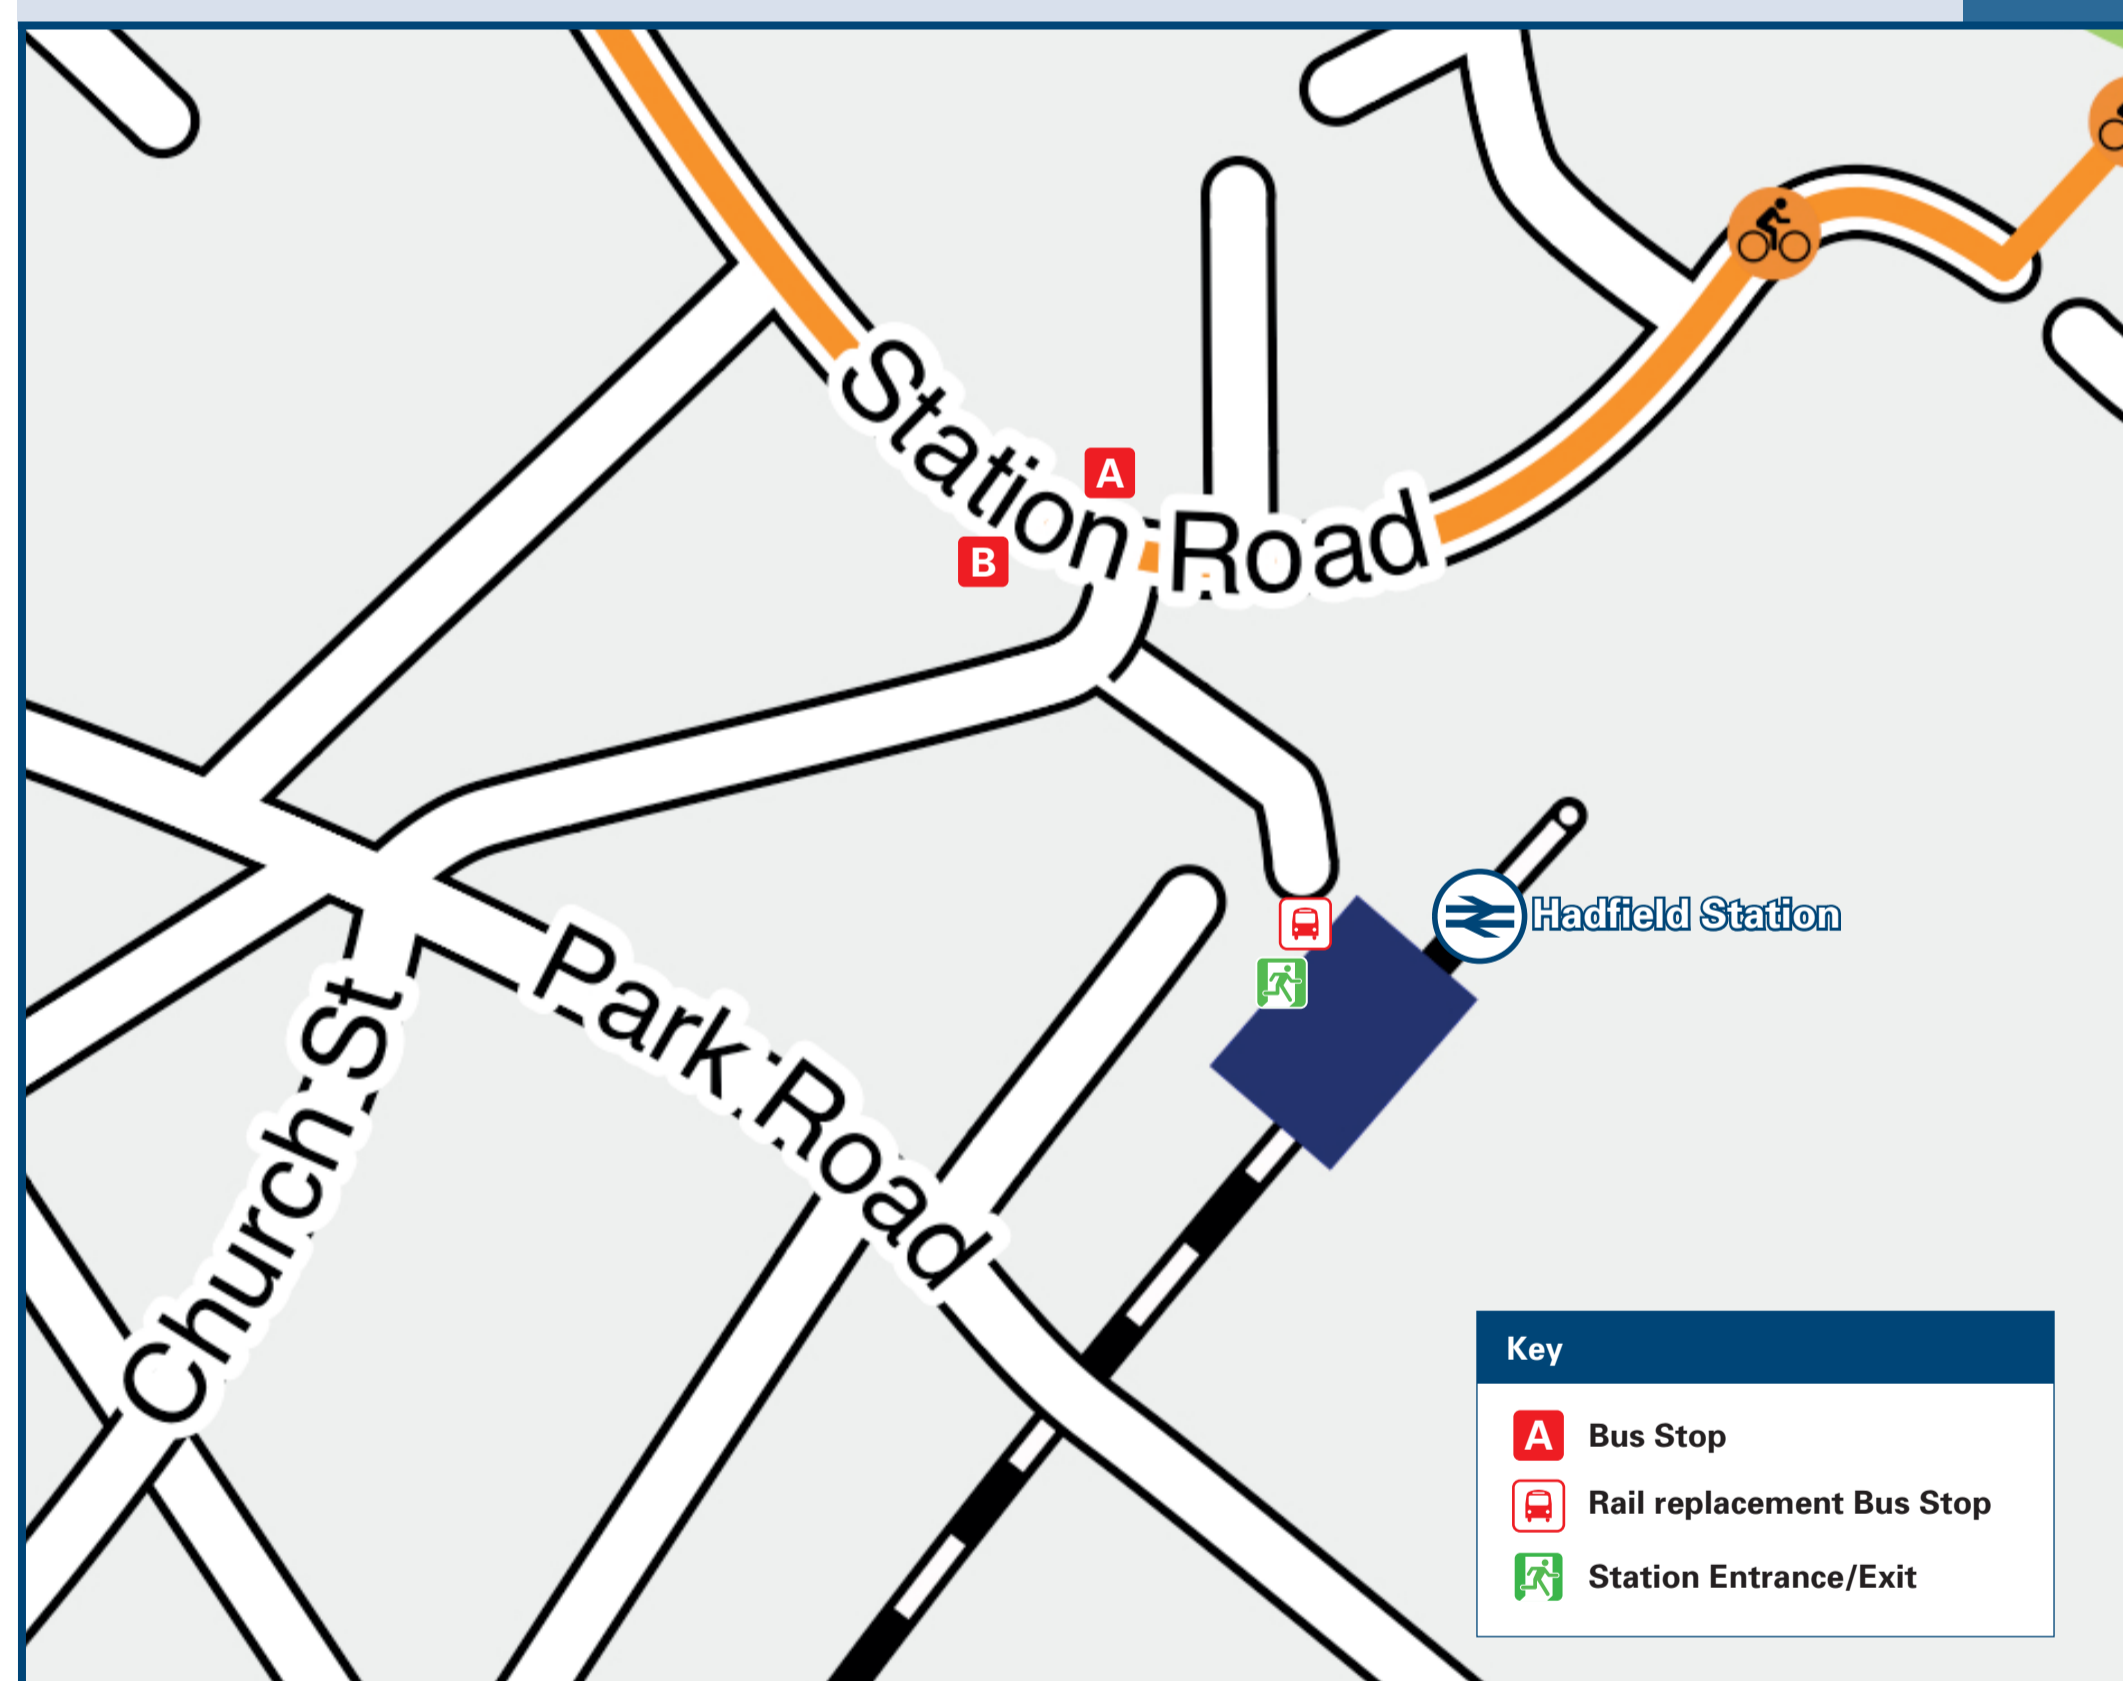 Station Road
A
B
Hadfield Station
Park Road
Church St
Key
A Bus Stop
Rail replacement Bus Stop
Station Entrance/Exit